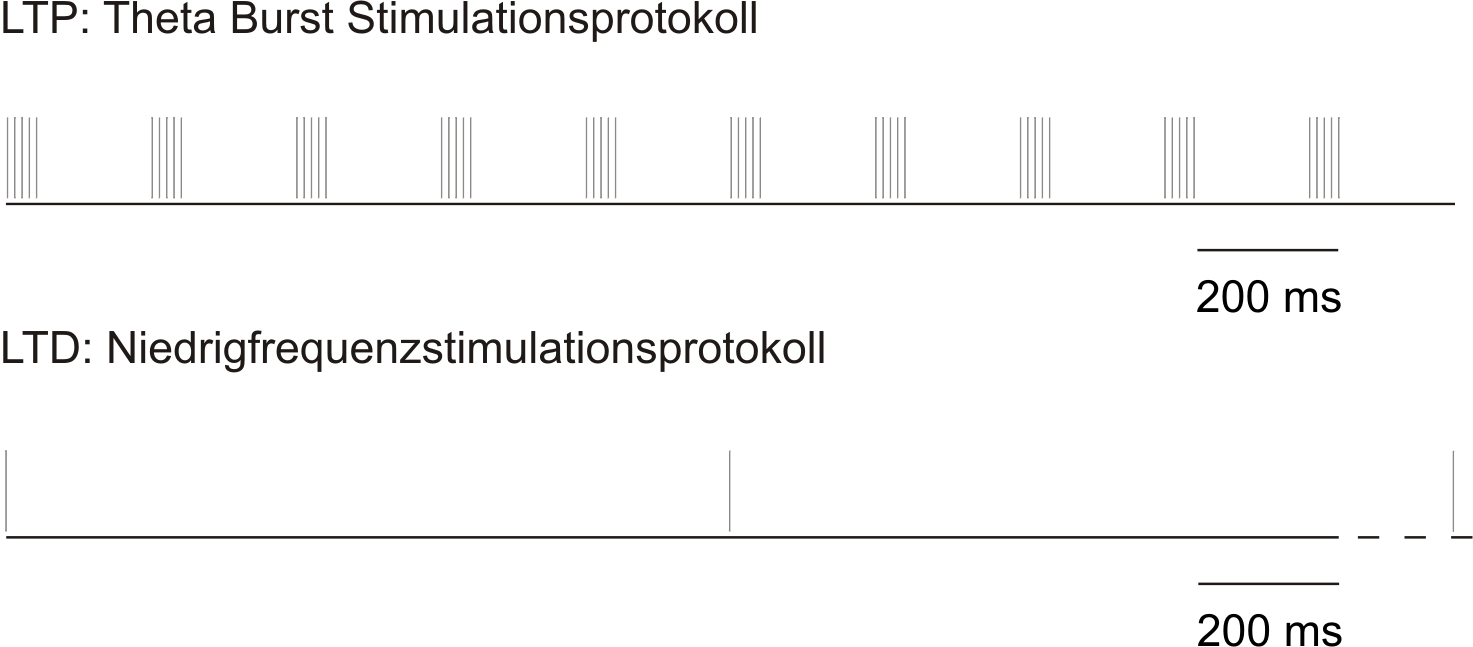 LTP: Theta Burst Stimulationsprotokoll
200 ms
LTD: Niedrigfrequenzstimulationsprotokoll
200 ms